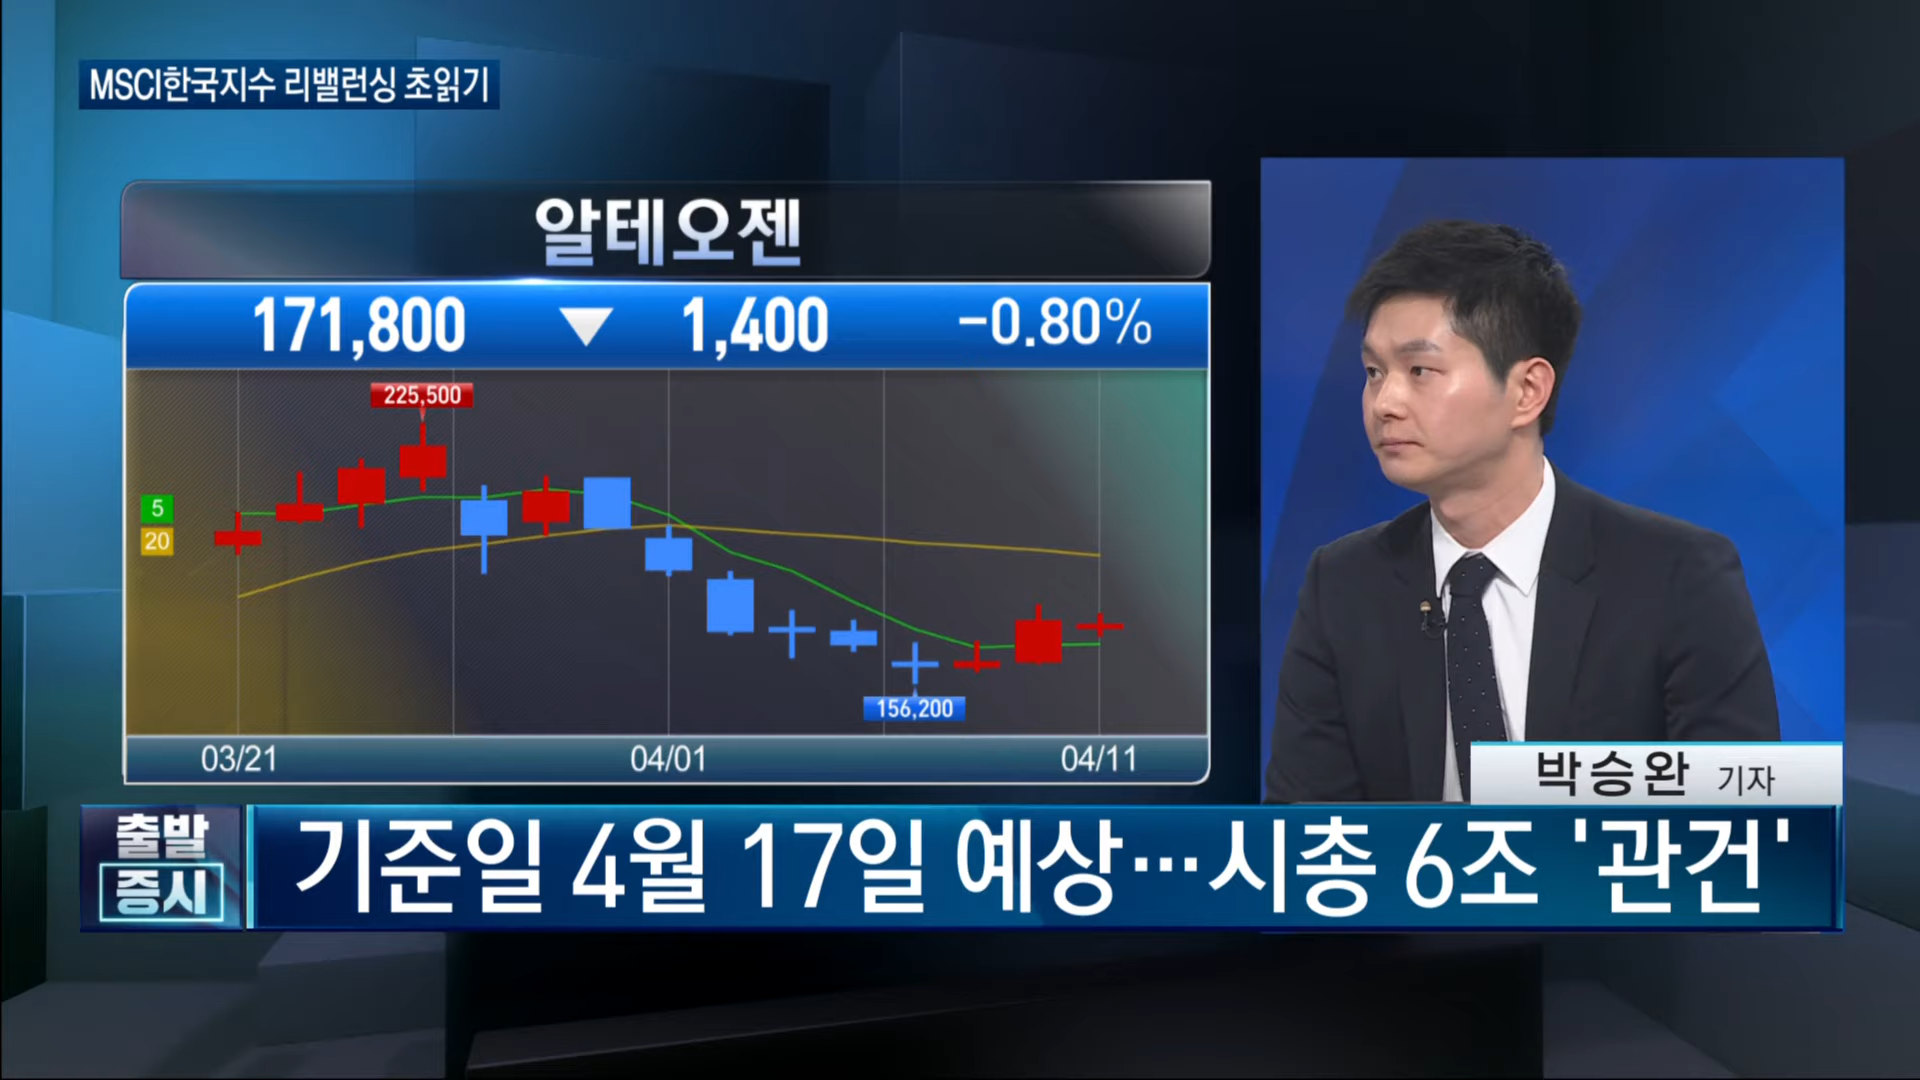 MSCI한국지수 리밸런싱 초읽기
알테오젠
171,800 ▼ 1,400 -0.80%
225,500
5
20
156,200
03/21 04/01 04/11
박승완 기자
출발
증시
기준일 4월 17일 예상…시총 6조 '관건'